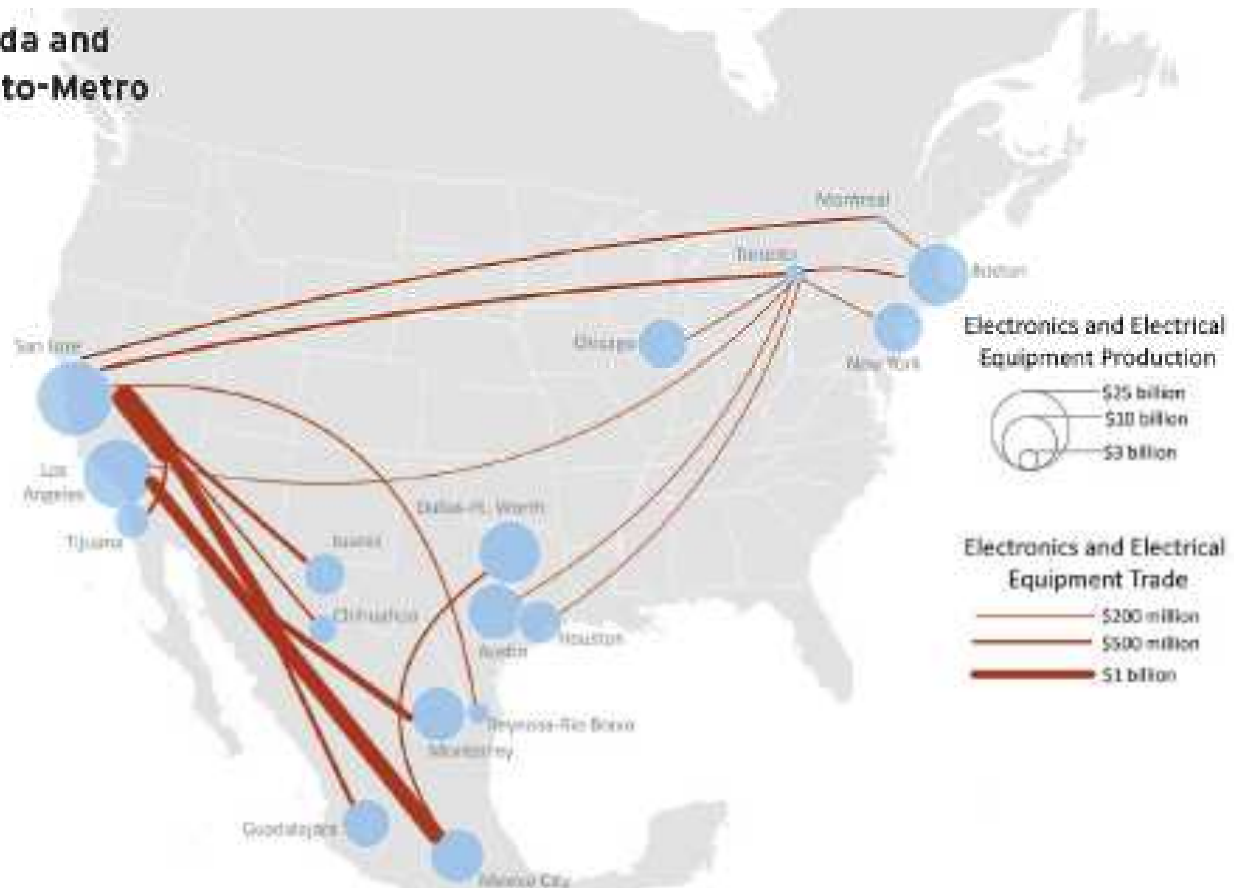 da and
to-Metro
Montreal
Toronto
Boston
San Jose
Chicago
New York
Electronics and Electrical
Equipment Production
$25 billion
$10 billion
$3 billion
Los
Angeles
Tijuana
Dallas-Ft. Worth
Juarez
Chihuahua
Austin
Houston
Electronics and Electrical
Equipment Trade
$200 million
$500 million
$1 billion
Reynosa-Rio Bravo
Monterrey
Guadalajara
Mexico City